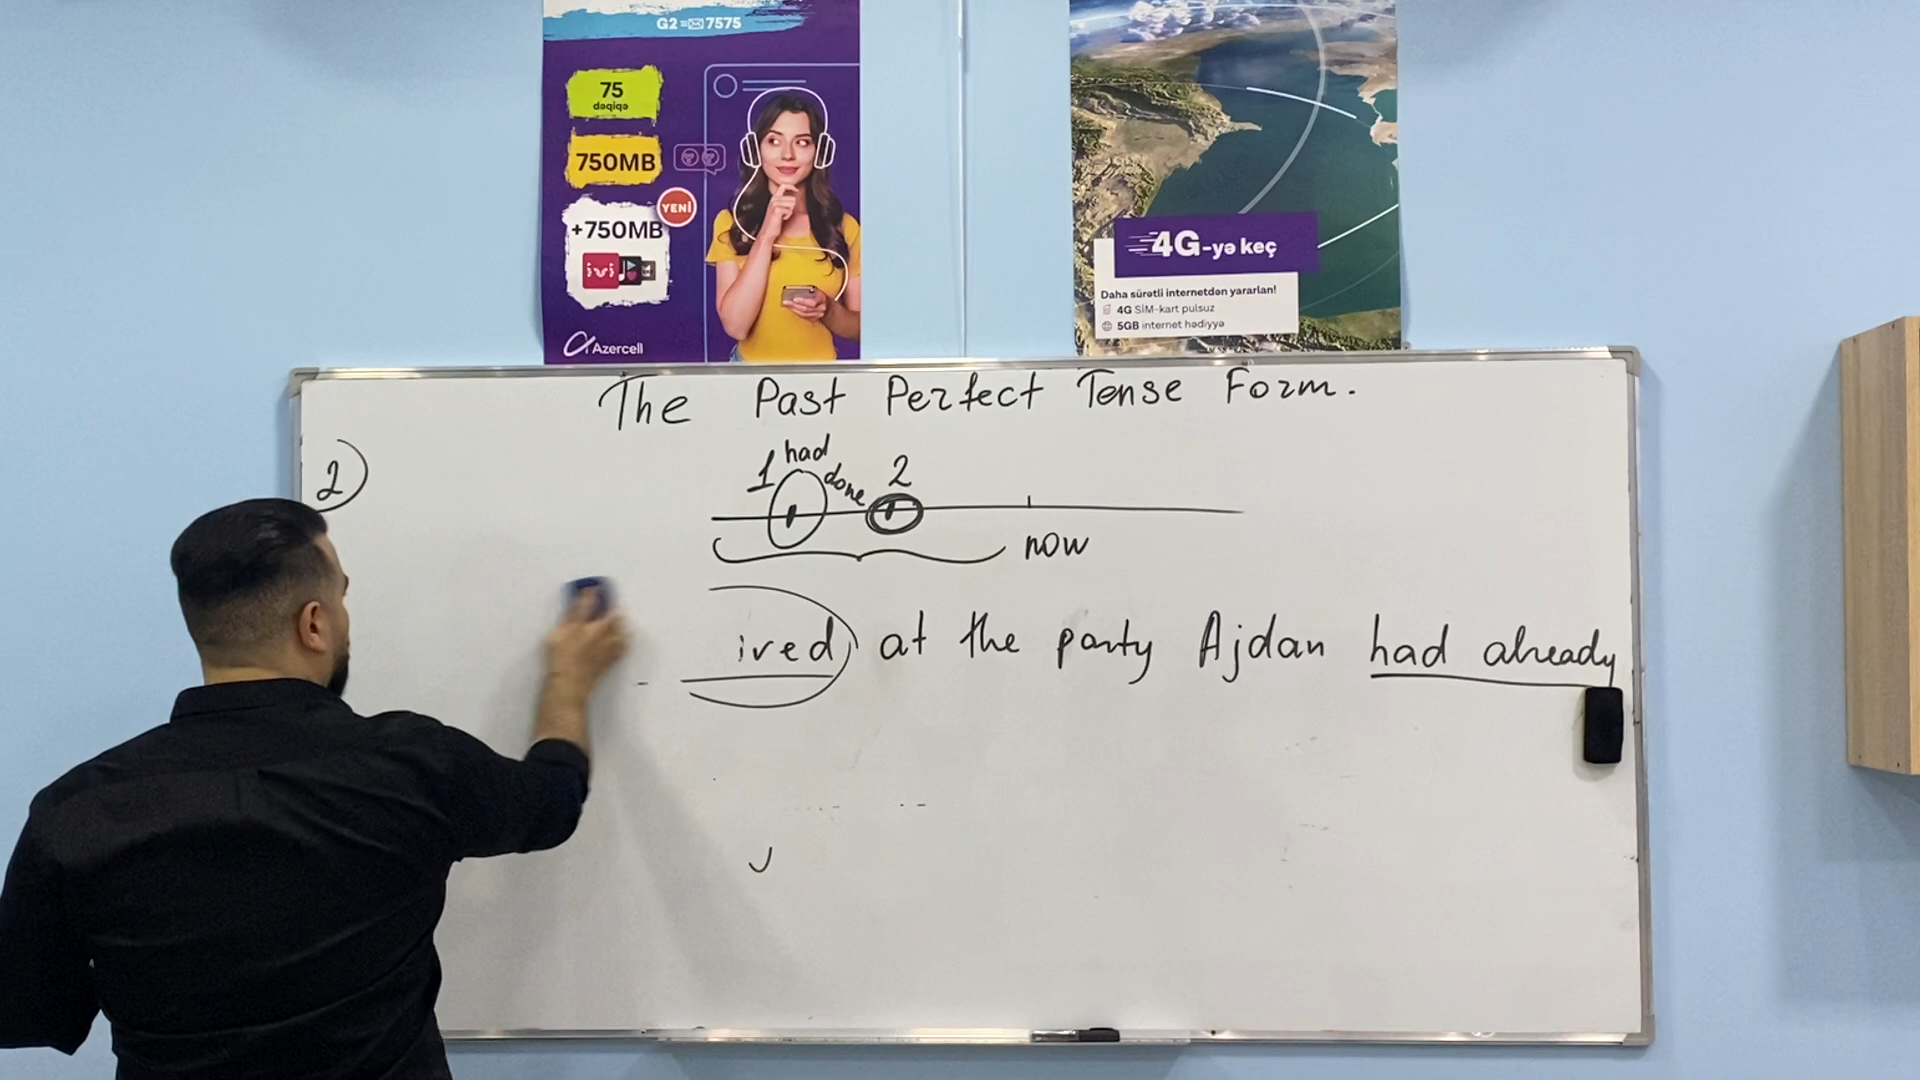 G2 = 7575
75
dəqiqə
750MB
YENİ
+750MB
ivi
Azercell
4G-yə keç
Daha sürətli internetdən yararlan!
4G SİM-kart pulsuz
5GB internet hədiyyə
The Past Perfect Tense Form.
2)
1 had done 2
now
ived at the party Ajdan had already